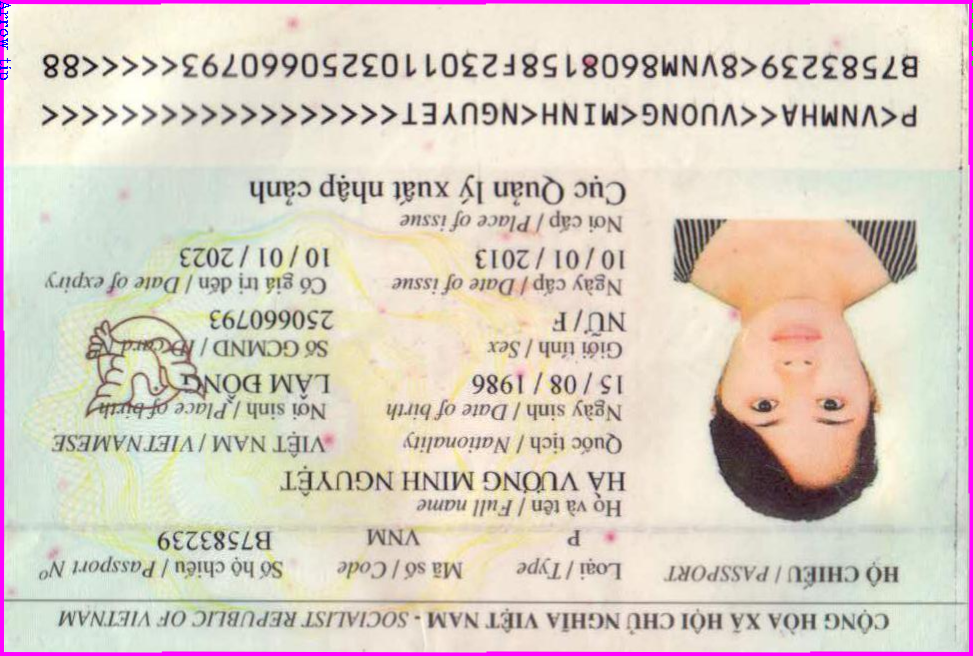 CỘNG HÒA XÃ HỘI CHỦ NGHĨA VIỆT NAM - SOCIALIST REPUBLIC OF VIETNAM
HỘ CHIẾU / PASSPORT
Loại / Type Mã số / Code Số hộ chiếu / Passport Nº
P VNM B7583239
Họ và tên / Full name
HÀ VƯƠNG MINH NGUYỆT
Quốc tịch / Nationality VIỆT NAM / VIETNAMESE
Ngày sinh / Date of birth Nơi sinh / Place of birth
15 / 08 / 1986 LÂM ĐỒNG
Giới tính / Sex Số GCMND / ID Card Nº
NỮ / F 250660793
Ngày cấp / Date of issue Có giá trị đến / Date of expiry
10 / 01 / 2013 10 / 01 / 2023
Nơi cấp / Place of issue
Cục Quản lý xuất nhập cảnh
P<VNMHA<<VUONG<MINH<NGUYET<<<<<<<<<<<<<<<<<<
B7583239<8VNM8608158F2301103250660793<<<<<88
Arrow tip